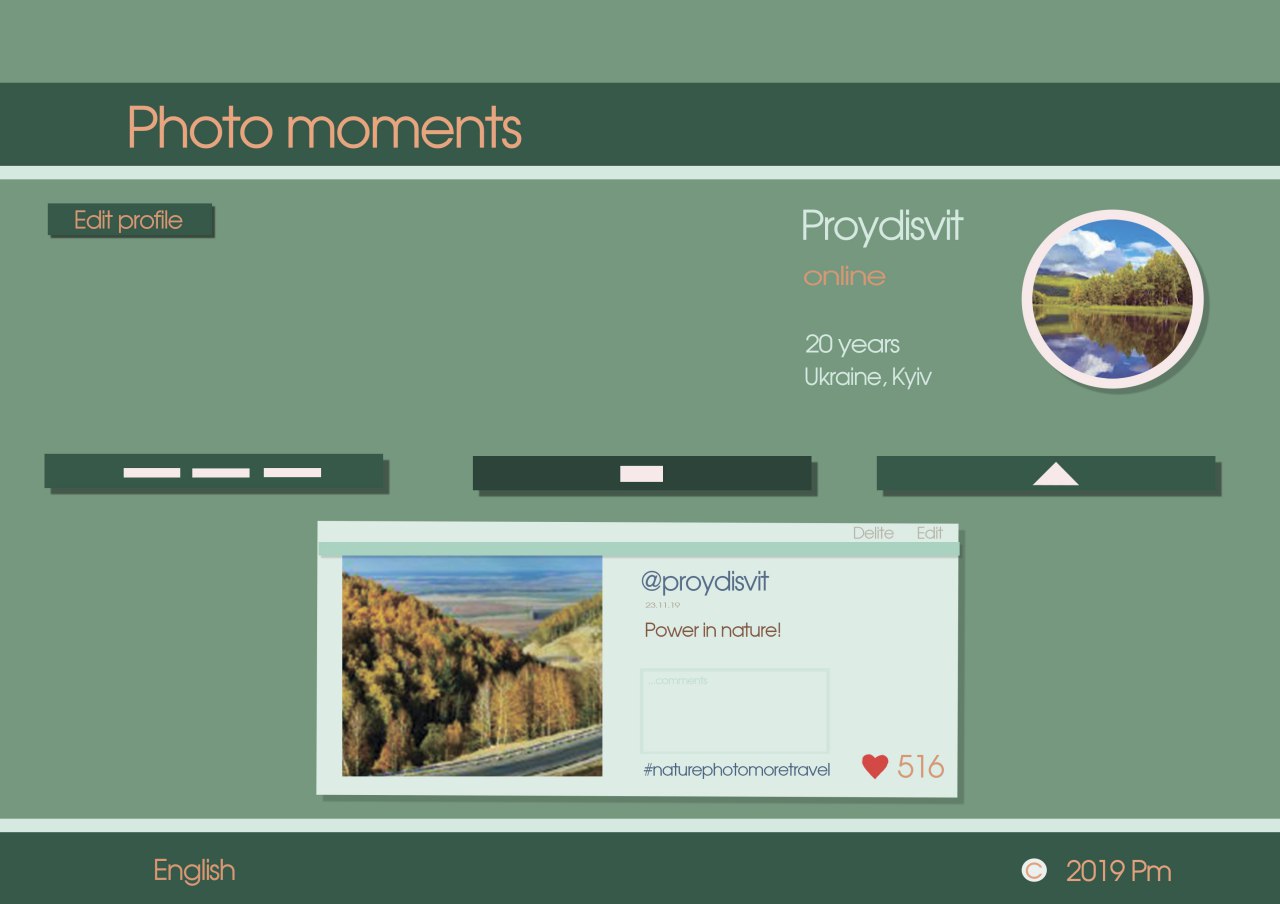 Photo moments
Edit profile
Proydisvit
online
20 years
Ukraine, Kyiv
Delite Edit
@proydisvit
23.11.19
Power in nature!
...comments
#naturephotomoretravel
516
English
© 2019 Pm